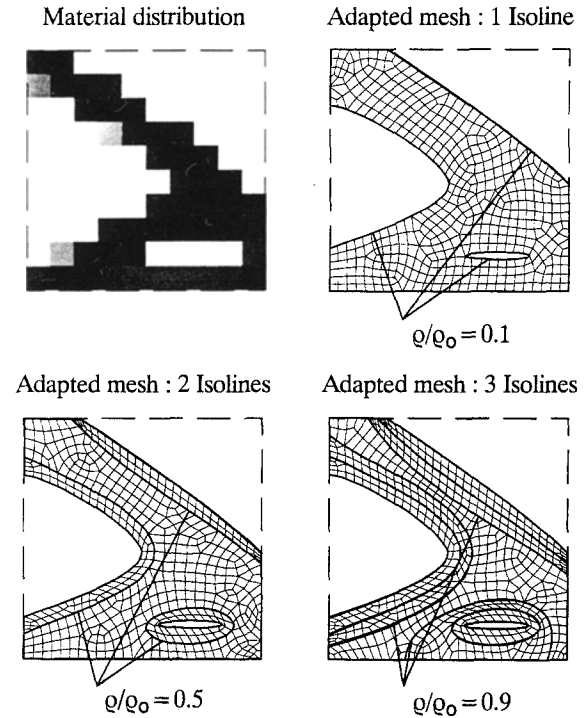 Material distribution
Adapted mesh : 1 Isoline
ϱ/ϱo = 0.1
Adapted mesh : 2 Isolines
Adapted mesh : 3 Isolines
ϱ/ϱo = 0.5
ϱ/ϱo = 0.9